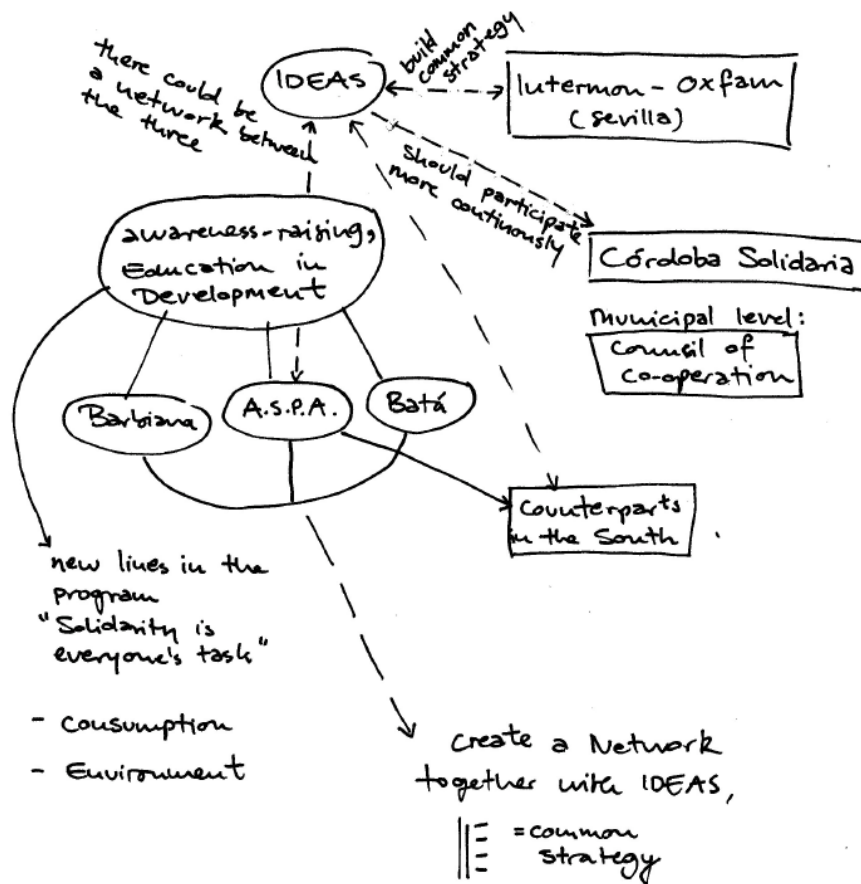 there could be
a network between
the three
IDEAS
build
common
strategy
Intermon - Oxfam
(sevilla)
should participate
more continuously
awareness-raising,
Education in
Development
Córdoba Solidaria
Municipal level:
Counsil of
Co-operation
Barbiana
A.S.P.A.
Batá
Counterparts
in the South
new lines in the
program
"Solidarity is
everyone's task"
- Consumption
- Environment
Create a Network
together with IDEAS,
= common
strategy